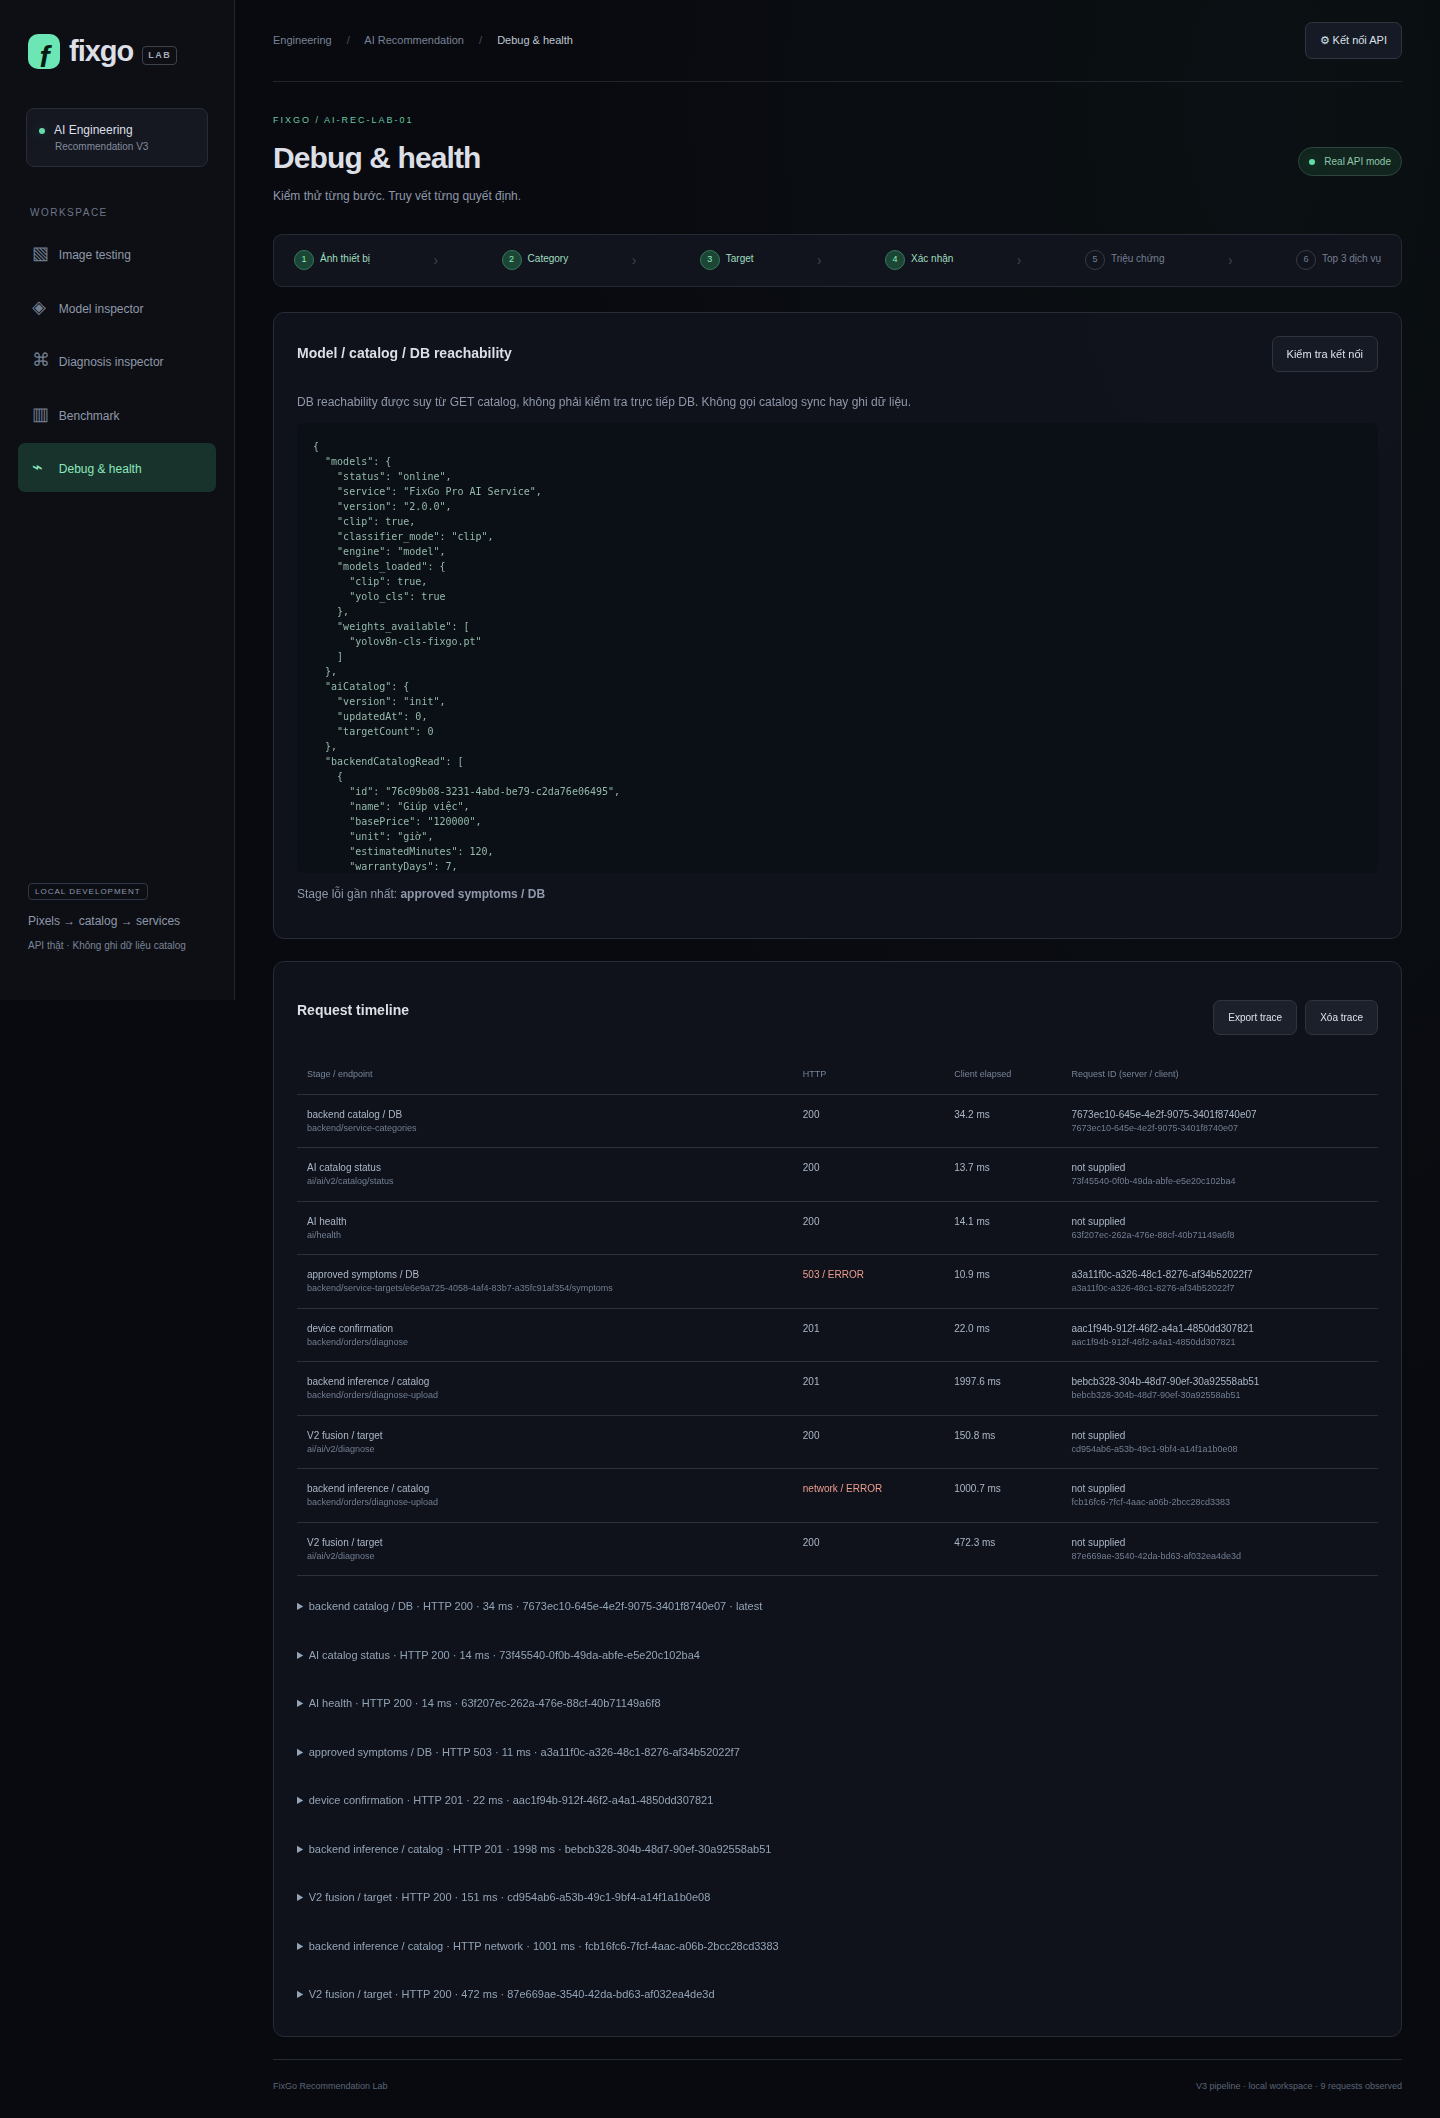 fixgo LAB
AI Engineering
Recommendation V3
WORKSPACE
Image testing
Model inspector
Diagnosis inspector
Benchmark
Debug & health
LOCAL DEVELOPMENT
Pixels → catalog → services
API thật · Không ghi dữ liệu catalog
Engineering / AI Recommendation / Debug & health
⚙ Kết nối API
FIXGO / AI-REC-LAB-01
Debug & health
Real API mode
Kiểm thử từng bước. Truy vết từng quyết định.
1 Ảnh thiết bị › 2 Category › 3 Target › 4 Xác nhận › 5 Triệu chứng › 6 Top 3 dịch vụ
Model / catalog / DB reachability
Kiểm tra kết nối
DB reachability được suy từ GET catalog, không phải kiểm tra trực tiếp DB. Không gọi catalog sync hay ghi dữ liệu.
{
"models": {
"status": "online",
"service": "FixGo Pro AI Service",
"version": "2.0.0",
"clip": true,
"classifier_mode": "clip",
"engine": "model",
"models_loaded": {
"clip": true,
"yolo_cls": true
},
"weights_available": [
"yolov8n-cls-fixgo.pt"
]
},
"aiCatalog": {
"version": "init",
"updatedAt": 0,
"targetCount": 0
},
"backendCatalogRead": [
{
"id": "76c09b08-3231-4abd-be79-c2da76e06495",
"name": "Giúp việc",
"basePrice": "120000",
"unit": "giờ",
"estimatedMinutes": 120,
"warrantyDays": 7,
Stage lỗi gần nhất: approved symptoms / DB
Request timeline
Export trace
Xóa trace
Stage / endpoint HTTP Client elapsed Request ID (server / client)
backend catalog / DB 200 34.2 ms 7673ec10-645e-4e2f-9075-3401f8740e07
backend/service-categories 7673ec10-645e-4e2f-9075-3401f8740e07
AI catalog status 200 13.7 ms not supplied
ai/ai/v2/catalog/status 73f45540-0f0b-49da-abfe-e5e20c102ba4
AI health 200 14.1 ms not supplied
ai/health 63f207ec-262a-476e-88cf-40b71149a6f8
approved symptoms / DB 503 / ERROR 10.9 ms a3a11f0c-a326-48c1-8276-af34b52022f7
backend/service-targets/e6e9a725-4058-4af4-83b7-a35fc91af354/symptoms a3a11f0c-a326-48c1-8276-af34b52022f7
device confirmation 201 22.0 ms aac1f94b-912f-46f2-a4a1-4850dd307821
backend/orders/diagnose aac1f94b-912f-46f2-a4a1-4850dd307821
backend inference / catalog 201 1997.6 ms bebcb328-304b-48d7-90ef-30a92558ab51
backend/orders/diagnose-upload bebcb328-304b-48d7-90ef-30a92558ab51
V2 fusion / target 200 150.8 ms not supplied
ai/ai/v2/diagnose cd954ab6-a53b-49c1-9bf4-a14f1a1b0e08
backend inference / catalog network / ERROR 1000.7 ms not supplied
backend/orders/diagnose-upload fcb16fc6-7fcf-4aac-a06b-2bcc28cd3383
V2 fusion / target 200 472.3 ms not supplied
ai/ai/v2/diagnose 87e669ae-3540-42da-bd63-af032ea4de3d
▶ backend catalog / DB · HTTP 200 · 34 ms · 7673ec10-645e-4e2f-9075-3401f8740e07 · latest
▶ AI catalog status · HTTP 200 · 14 ms · 73f45540-0f0b-49da-abfe-e5e20c102ba4
▶ AI health · HTTP 200 · 14 ms · 63f207ec-262a-476e-88cf-40b71149a6f8
▶ approved symptoms / DB · HTTP 503 · 11 ms · a3a11f0c-a326-48c1-8276-af34b52022f7
▶ device confirmation · HTTP 201 · 22 ms · aac1f94b-912f-46f2-a4a1-4850dd307821
▶ backend inference / catalog · HTTP 201 · 1998 ms · bebcb328-304b-48d7-90ef-30a92558ab51
▶ V2 fusion / target · HTTP 200 · 151 ms · cd954ab6-a53b-49c1-9bf4-a14f1a1b0e08
▶ backend inference / catalog · HTTP network · 1001 ms · fcb16fc6-7fcf-4aac-a06b-2bcc28cd3383
▶ V2 fusion / target · HTTP 200 · 472 ms · 87e669ae-3540-42da-bd63-af032ea4de3d
FixGo Recommendation Lab
V3 pipeline · local workspace · 9 requests observed